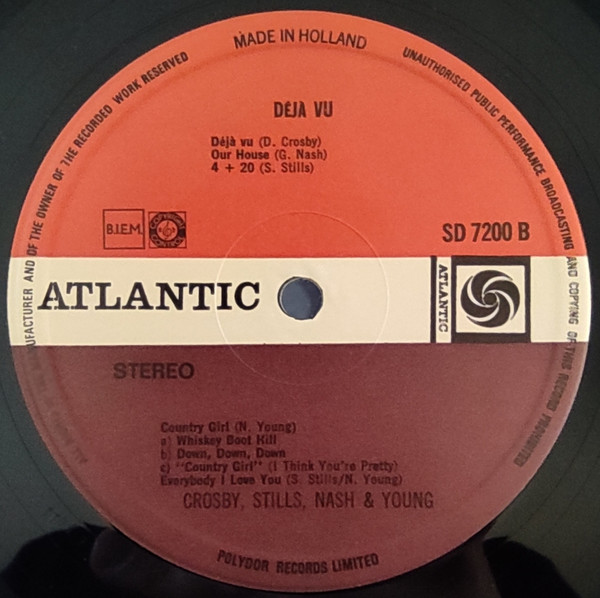 MADE IN HOLLAND
UNAUTHORISED PUBLIC PERFORMANCE BROADCASTING AND COPYING OF THIS RECORD PROHIBITED
UFACTURER AND OF THE OWNER OF THE RECORDED WORK RESERVED
DÉJÀ VU
Déjà vu (D. Crosby)
Our House (G. Nash)
4 + 20 (S. Stills)
B.I.E.M.
COPYRIGHT CONTROL
SD 7200 B
ATLANTIC
ATLANTIC
STEREO
Country Girl (N. Young)
a) Whiskey Boot Hill
b) Down, Down, Down
c) "Country Girl" (I Think You're Pretty)
Everybody I Love You (S. Stills/N. Young)
CROSBY, STILLS, NASH & YOUNG
POLYDOR RECORDS LIMITED